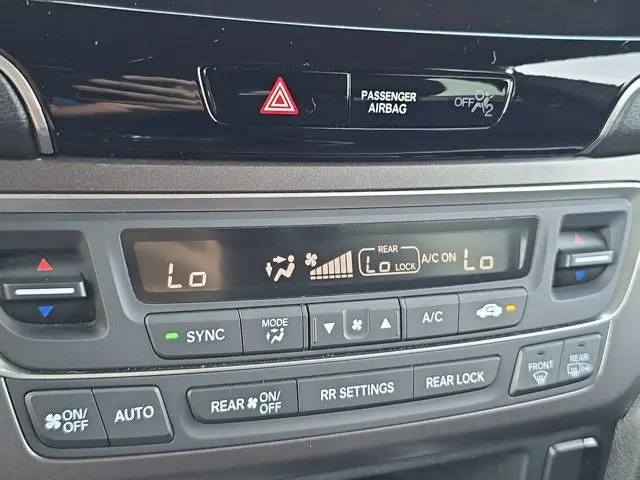 PASSENGER
AIRBAG
OFF 2
Lo REAR Lo LOCK A/C ON Lo
SYNC MODE A/C
ON/OFF AUTO REAR ON/OFF RR SETTINGS REAR LOCK FRONT REAR